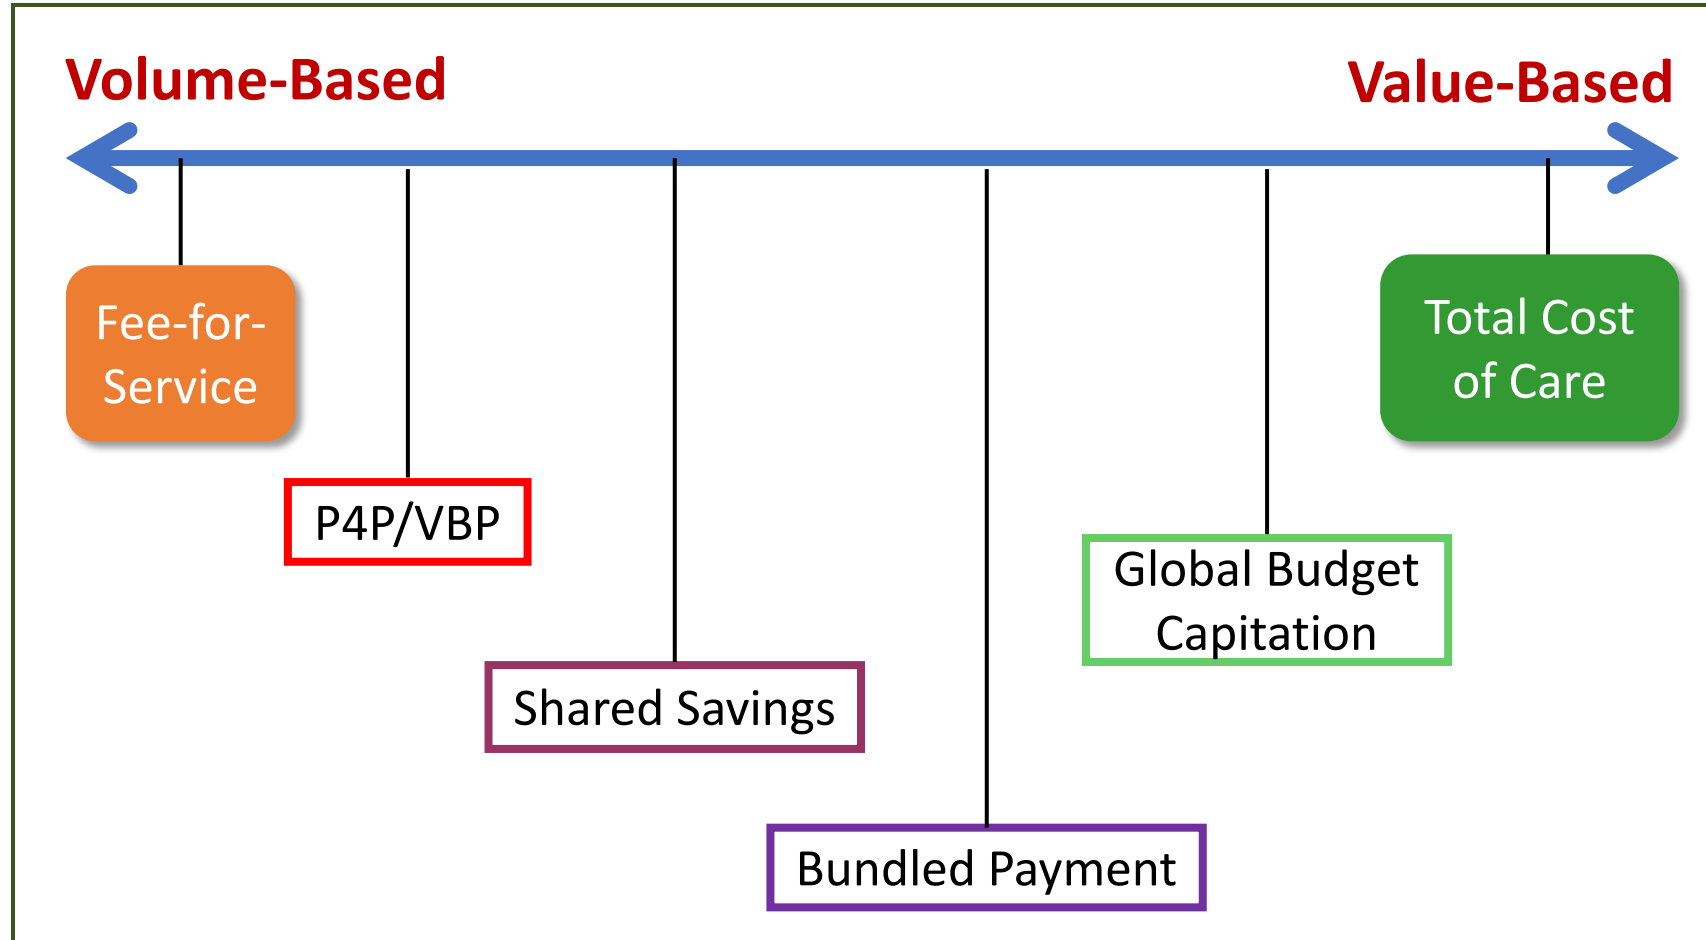 Volume-Based
Value-Based
Fee-for-
Service
Total Cost
of Care
P4P/VBP
Global Budget
Capitation
Shared Savings
Bundled Payment